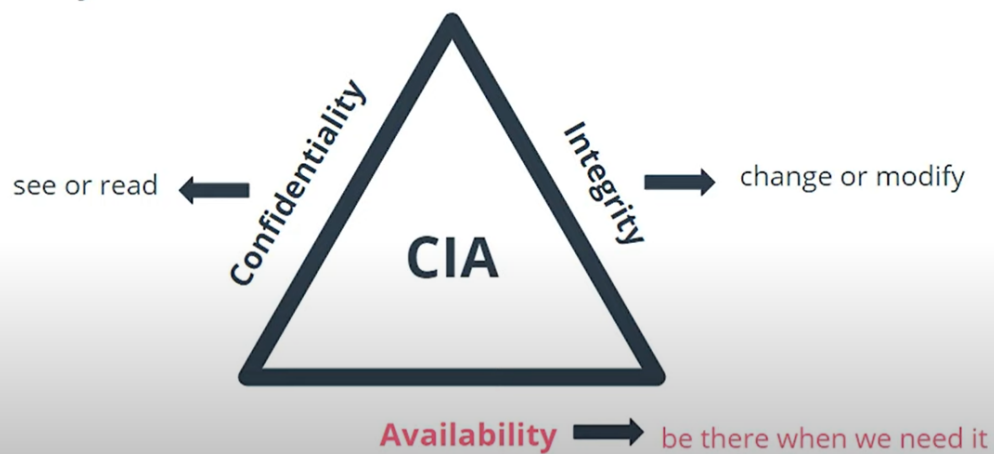 Confidentiality
Integrity
see or read
change or modify
CIA
Availability
be there when we need it